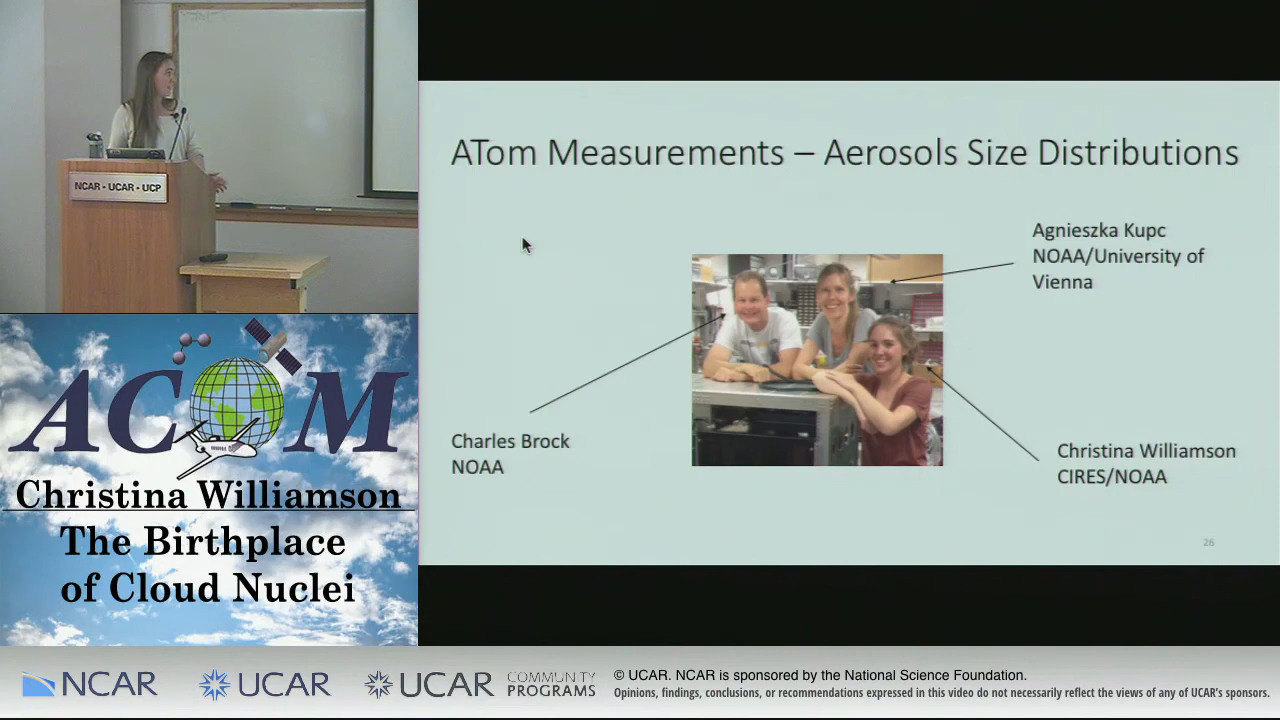 NCAR • UCAR • UCP
ACOM
Christina Williamson
The Birthplace
of Cloud Nuclei
ATom Measurements – Aerosols Size Distributions
Agnieszka Kupc
NOAA/University of
Vienna
Charles Brock
NOAA
Christina Williamson
CIRES/NOAA
26
NCAR
UCAR
UCAR
COMMUNITY
PROGRAMS
© UCAR. NCAR is sponsored by the National Science Foundation.
Opinions, findings, conclusions, or recommendations expressed in this video do not necessarily reflect the views of any of UCAR's sponsors.